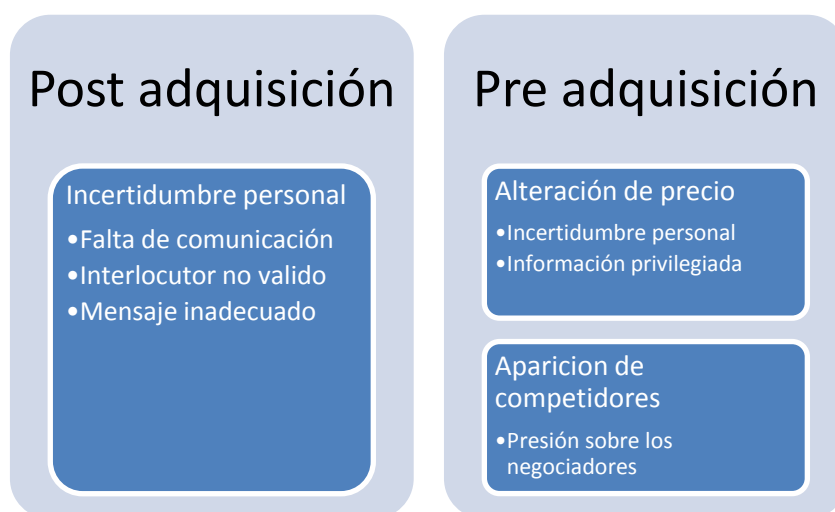 Post adquisición
Incertidumbre personal
•Falta de comunicación
•Interlocutor no valido
•Mensaje inadecuado
Pre adquisición
Alteración de precio
•Incertidumbre personal
•Información privilegiada
Aparicion de
competidores
•Presión sobre los
negociadores